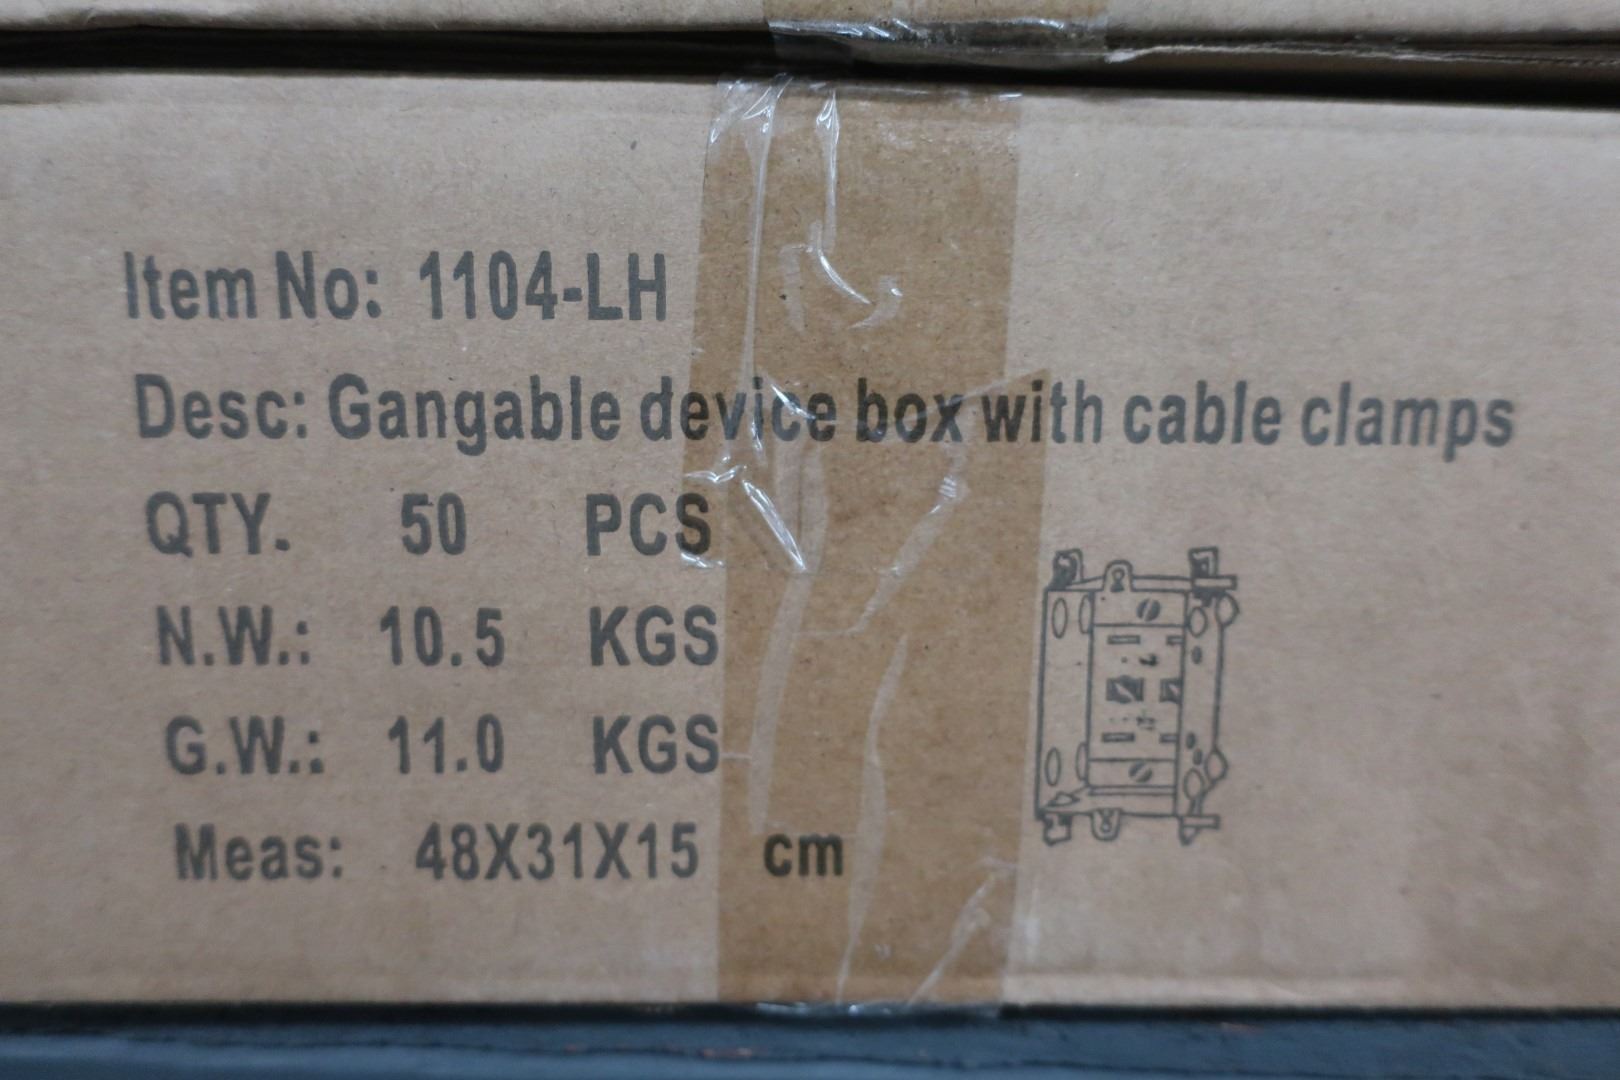 Item No: 1104-LH
Desc: Gangable device box with cable clamps
QTY. 50 PCS
N.W.: 10.5 KGS
G.W.: 11.0 KGS
Meas: 48X31X15 cm